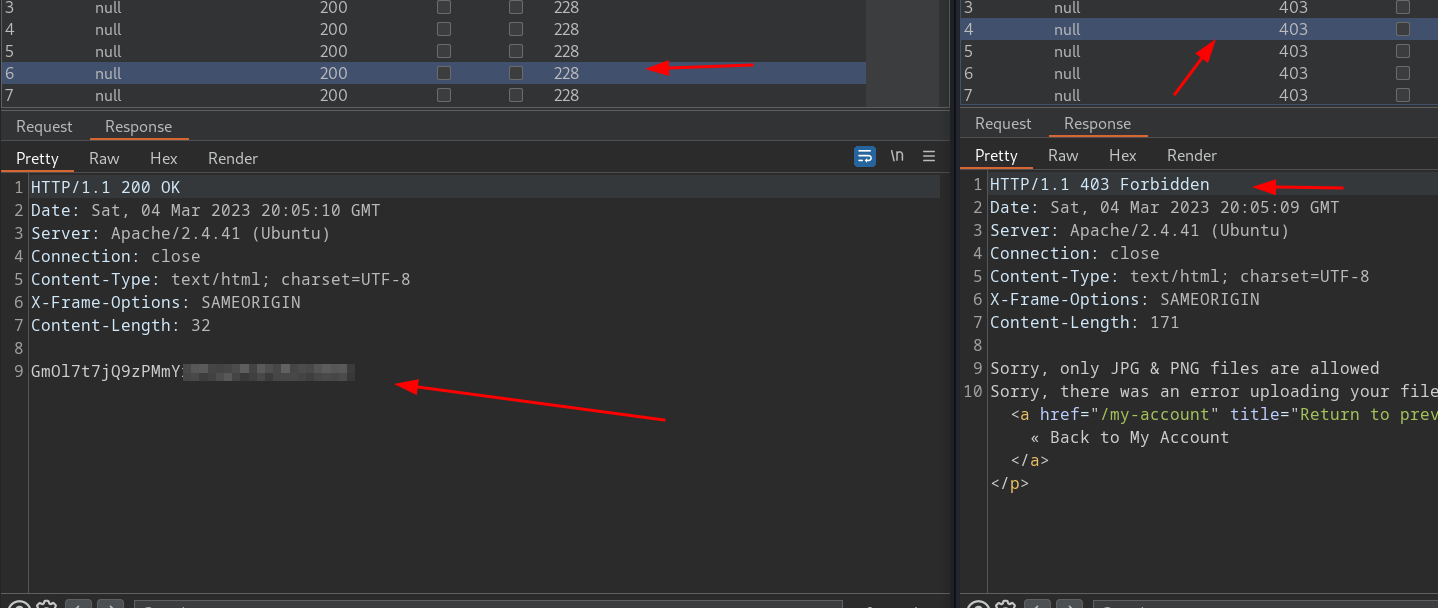 3 null 200 228
4 null 200 228
5 null 200 228
6 null 200 228
7 null 200 228
Request Response
Pretty Raw Hex Render \n
1 HTTP/1.1 200 OK
2 Date: Sat, 04 Mar 2023 20:05:10 GMT
3 Server: Apache/2.4.41 (Ubuntu)
4 Connection: close
5 Content-Type: text/html; charset=UTF-8
6 X-Frame-Options: SAMEORIGIN
7 Content-Length: 32
8
9 GmOl7t7jQ9zPMmY
3 null 403
4 null 403
5 null 403
6 null 403
7 null 403
Request Response
Pretty Raw Hex Render
1 HTTP/1.1 403 Forbidden
2 Date: Sat, 04 Mar 2023 20:05:09 GMT
3 Server: Apache/2.4.41 (Ubuntu)
4 Connection: close
5 Content-Type: text/html; charset=UTF-8
6 X-Frame-Options: SAMEORIGIN
7 Content-Length: 171
8
9 Sorry, only JPG & PNG files are allowed
10 Sorry, there was an error uploading your file
<a href="/my-account" title="Return to prev
« Back to My Account
</a>
</p>